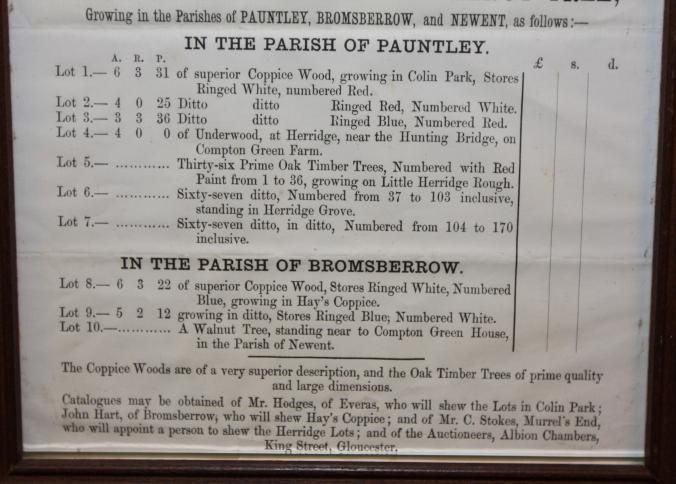 Growing in the Parishes of PAUNTLEY, BROMSBERROW, and NEWENT, as follows:—
IN THE PARISH OF PAUNTLEY.
A. R. P. £ s. d.
Lot 1.— 6 3 31 of superior Coppice Wood, growing in Colin Park, Stores
Ringed White, numbered Red.
Lot 2.— 4 0 25 Ditto ditto Ringed Red, Numbered White.
Lot 3.— 3 3 36 Ditto ditto Ringed Blue, Numbered Red.
Lot 4.— 4 0 0 of Underwood, at Herridge, near the Hunting Bridge, on
Compton Green Farm.
Lot 5.— ............ Thirty-six Prime Oak Timber Trees, Numbered with Red
Paint from 1 to 36, growing on Little Herridge Rough.
Lot 6.— ............ Sixty-seven ditto, Numbered from 37 to 103 inclusive,
standing in Herridge Grove.
Lot 7.— ............ Sixty-seven ditto, in ditto, Numbered from 104 to 170
inclusive.
IN THE PARISH OF BROMSBERROW.
Lot 8.— 6 3 22 of superior Coppice Wood, Stores Ringed White, Numbered
Blue, growing in Hay's Coppice.
Lot 9.— 5 2 12 growing in ditto, Stores Ringed Blue; Numbered White.
Lot 10.—............ A Walnut Tree, standing near to Compton Green House,
in the Parish of Newent.
The Coppice Woods are of a very superior description, and the Oak Timber Trees of prime quality
and large dimensions.
Catalogues may be obtained of Mr. Hodges, of Everas, who will shew the Lots in Colin Park;
John Hart, of Bromsberrow, who will shew Hay's Coppice; and of Mr. C. Stokes, Murrel's End,
who will appoint a person to shew the Herridge Lots; and of the Auctioneers, Albion Chambers,
King Street, Gloucester.